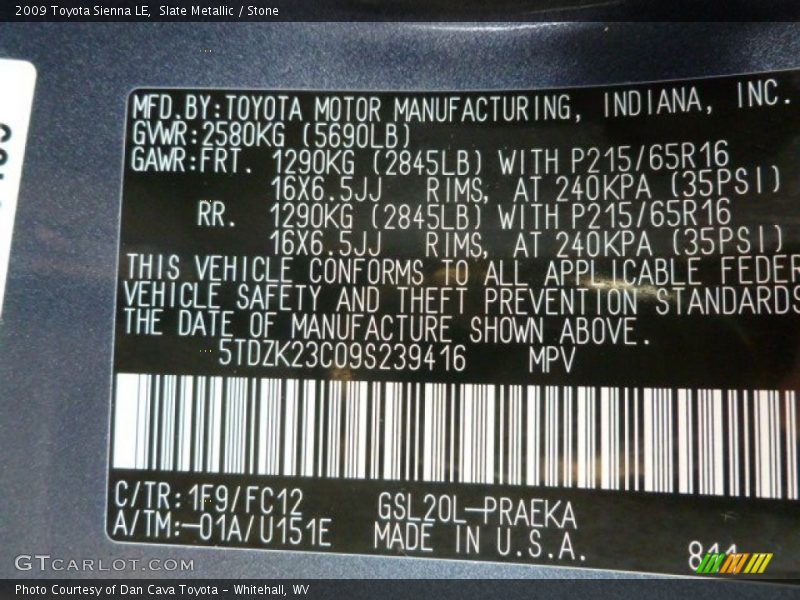 2009 Toyota Sienna LE,  Slate Metallic / Stone
MFD.BY:TOYOTA MOTOR MANUFACTURING, INDIANA, INC.
GVWR:2580KG (5690LB)
GAWR:FRT. 1290KG (2845LB) WITH P215/65R16
16X6.5JJ RIMS, AT 240KPA (35PSI)
RR. 1290KG (2845LB) WITH P215/65R16
16X6.5JJ RIMS, AT 240KPA (35PSI)
THIS VEHICLE CONFORMS TO ALL APPLICABLE FEDER
VEHICLE SAFETY AND THEFT PREVENTION STANDARDS
THE DATE OF MANUFACTURE SHOWN ABOVE.
5TDZK23C09S239416 MPV
C/TR:1F9/FC12 GSL20L-PRAEKA
A/TM:-01A/U151E MADE IN U.S.A.
GTCARLOT.COM
Photo Courtesy of Dan Cava Toyota - Whitehall, WV